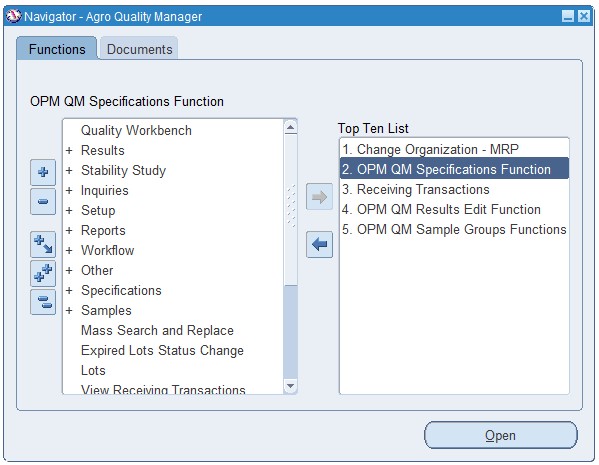 Navigator - Agro Quality Manager
Functions
Documents
OPM QM Specifications Function
Quality Workbench
+ Results
+ Stability Study
+ Inquiries
+ Setup
+ Reports
+ Workflow
+ Other
+ Specifications
+ Samples
Mass Search and Replace
Expired Lots Status Change
Lots
View Receiving Transactions
Top Ten List
1. Change Organization - MRP
2. OPM QM Specifications Function
3. Receiving Transactions
4. OPM QM Results Edit Function
5. OPM QM Sample Groups Functions
Open